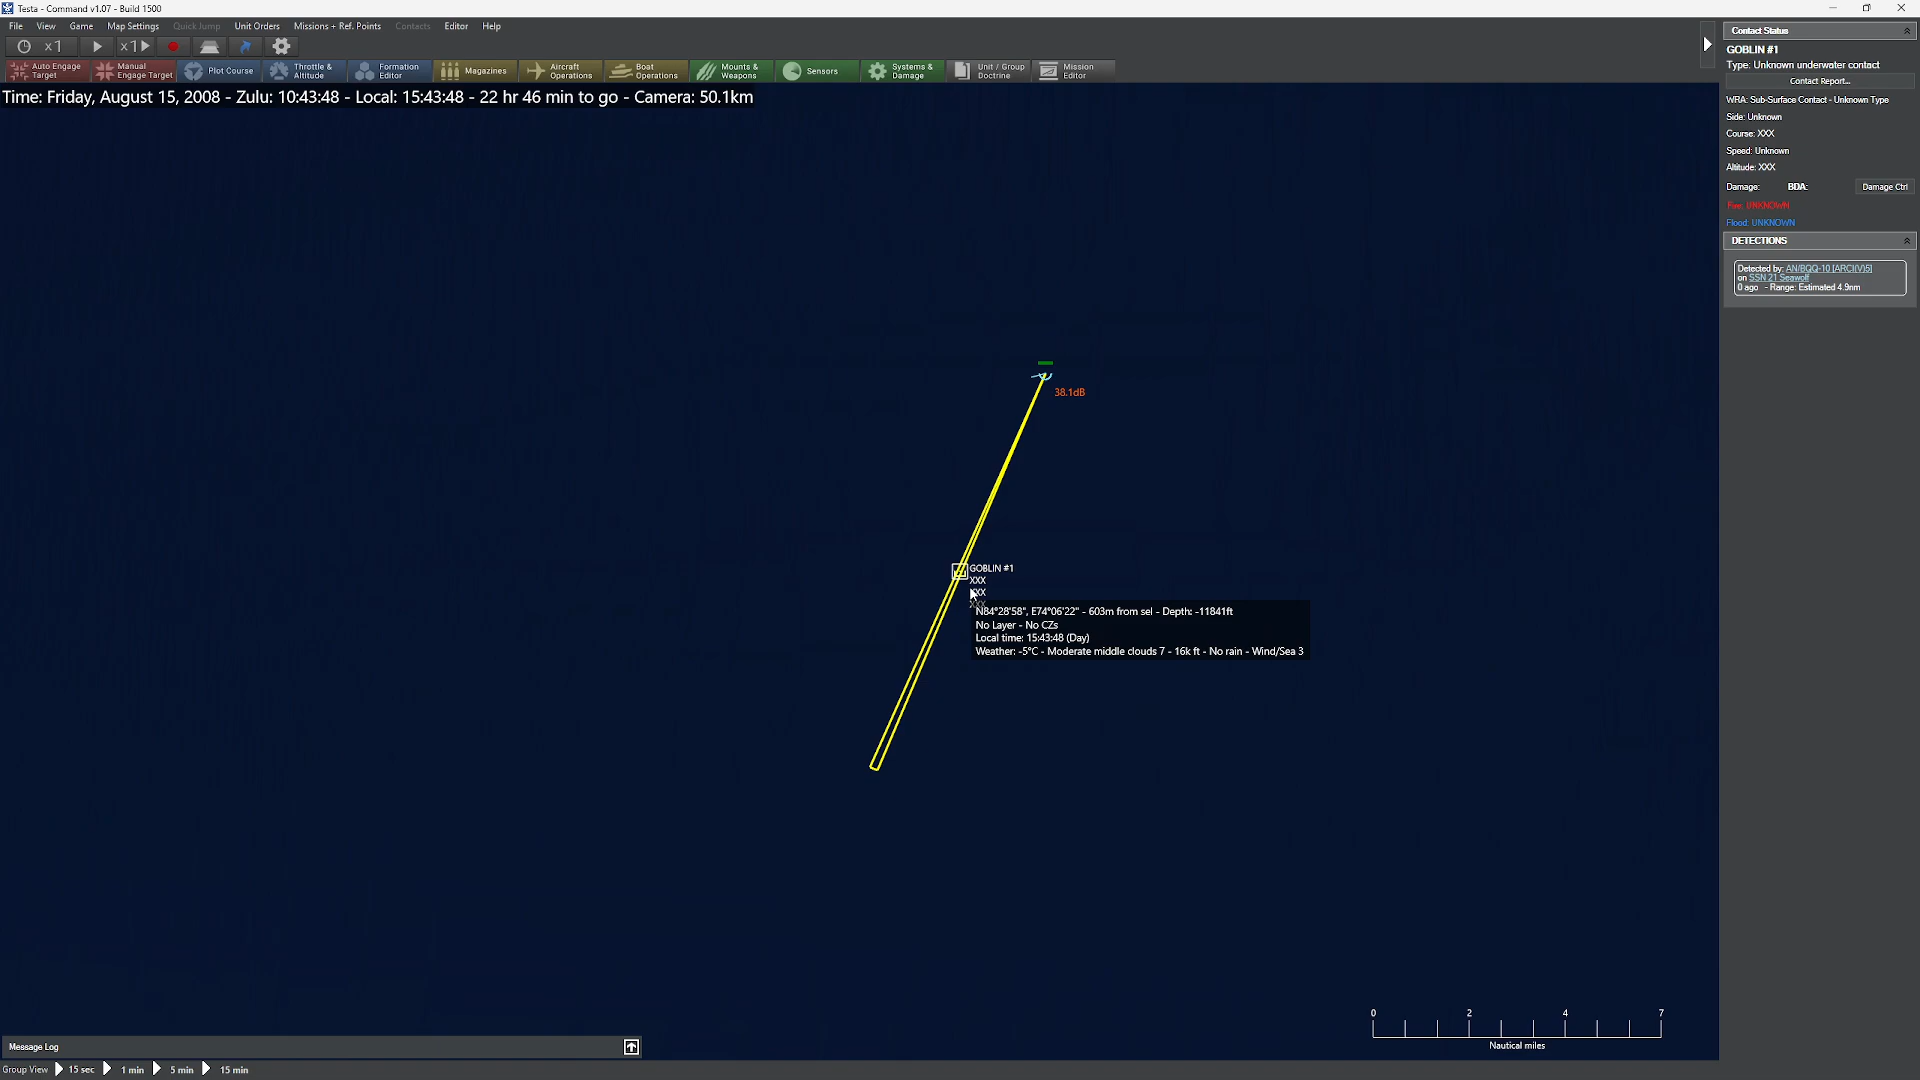 Testa - Command v1.07 - Build 1500
File View Game Map Settings Quick Jump Unit Orders Missions + Ref. Points Contacts Editor Help
x1 x1
Auto Engage Target
Manual Engage Target
Plot Course
Throttle & Altitude
Formation Editor
Magazines
Aircraft Operations
Boat Operations
Mounts & Weapons
Sensors
Systems & Damage
Unit / Group Doctrine
Mission Editor
Time: Friday, August 15, 2008 - Zulu: 10:43:48 - Local: 15:43:48 - 22 hr 46 min to go - Camera: 50.1km
38.1dB
GOBLIN #1
XXX
XXX
XXX
N84°28'58", E74°06'22" - 603m from sel - Depth: -11841ft
No Layer - No CZs
Local time: 15:43:48 (Day)
Weather: -5°C - Moderate middle clouds 7 - 16k ft - No rain - Wind/Sea 3
0 2 4 7
Nautical miles
Message Log
Group View 15 sec 1 min 5 min 15 min
Contact Status
GOBLIN #1
Type: Unknown underwater contact
Contact Report...
WRA: Sub-Surface Contact - Unknown Type
Side: Unknown
Course: XXX
Speed: Unknown
Altitude: XXX
Damage: BDA: Damage Ctrl
Fire: UNKNOWN
Flood: UNKNOWN
DETECTIONS
Detected by: AN/BQQ-10 [ARCI(V)5]
on SSN 21 Seawolf
0 ago - Range: Estimated 4.9nm